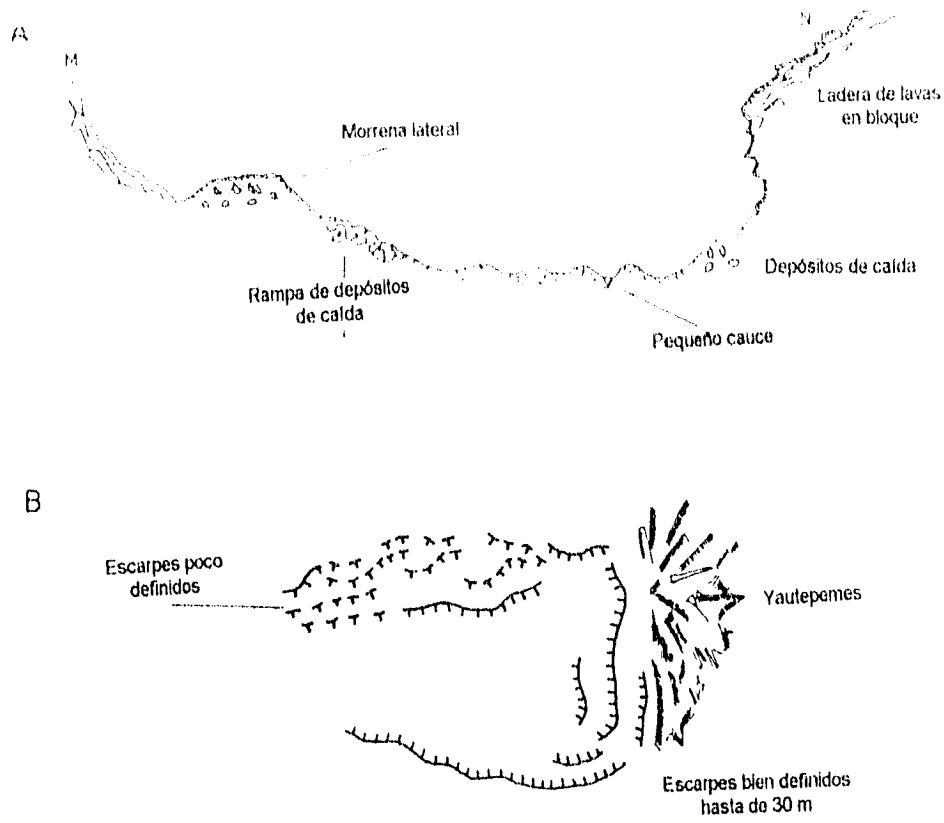 A
M
N
Ladera de lavas
en bloque
Morrena lateral
Depósitos de caída
Rampa de depósitos
de caída
Pequeño cauce
B
Escarpes poco
definidos
Yautepemes
Escarpes bien definidos
hasta de 30 m